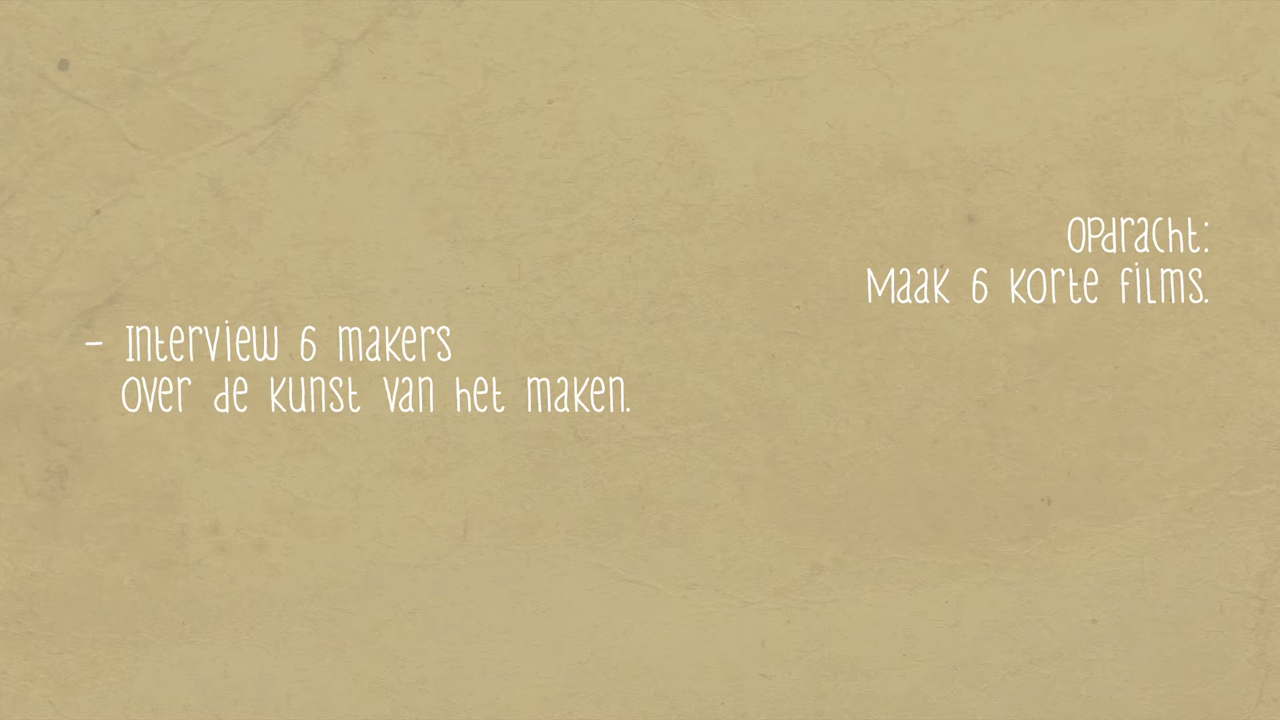 Opdracht:
Maak 6 korte films.
- Interview 6 makers
over de kunst van het maken.